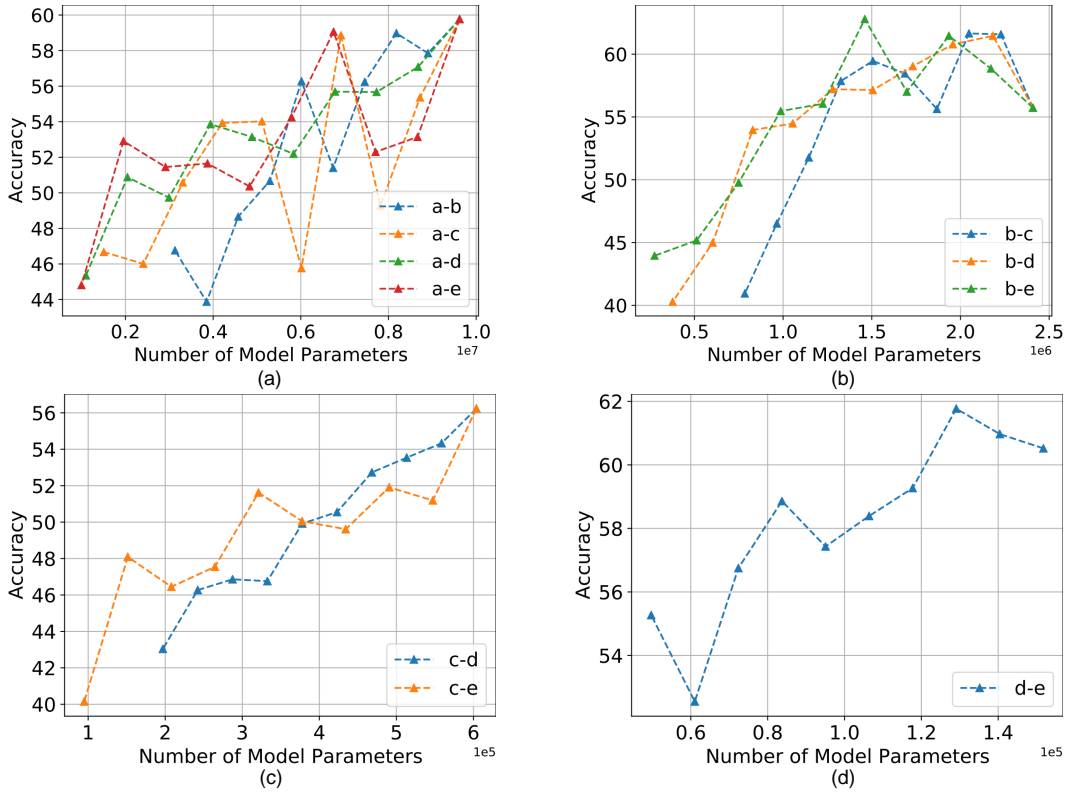 60
58
56
54
52
50
48
46
44
Accuracy
a-b
a-c
a-d
a-e
0.2 0.4 0.6 0.8 1.0
1e7
Number of Model Parameters
(a)
60
55
50
45
40
Accuracy
b-c
b-d
b-e
0.5 1.0 1.5 2.0 2.5
1e6
Number of Model Parameters
(b)
56
54
52
50
48
46
44
42
40
Accuracy
c-d
c-e
1 2 3 4 5 6
1e5
Number of Model Parameters
(c)
62
60
58
56
54
Accuracy
d-e
0.6 0.8 1.0 1.2 1.4
1e5
Number of Model Parameters
(d)